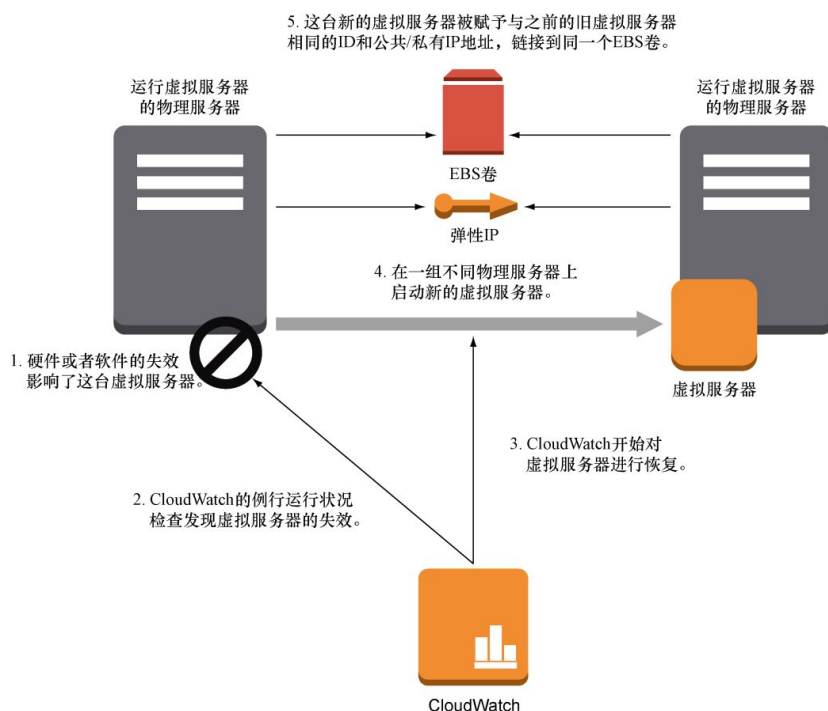 5. 这台新的虚拟服务器被赋予与之前的旧虚拟服务器
相同的ID和公共/私有IP地址，链接到同一个EBS卷。
运行虚拟服务器
的物理服务器
运行虚拟服务器
的物理服务器
EBS卷
弹性IP
4. 在一组不同物理服务器上
启动新的虚拟服务器。
1. 硬件或者软件的失效
影响了这台虚拟服务器。
虚拟服务器
3. CloudWatch开始对
虚拟服务器进行恢复。
2. CloudWatch的例行运行状况
检查发现虚拟服务器的失效。
CloudWatch